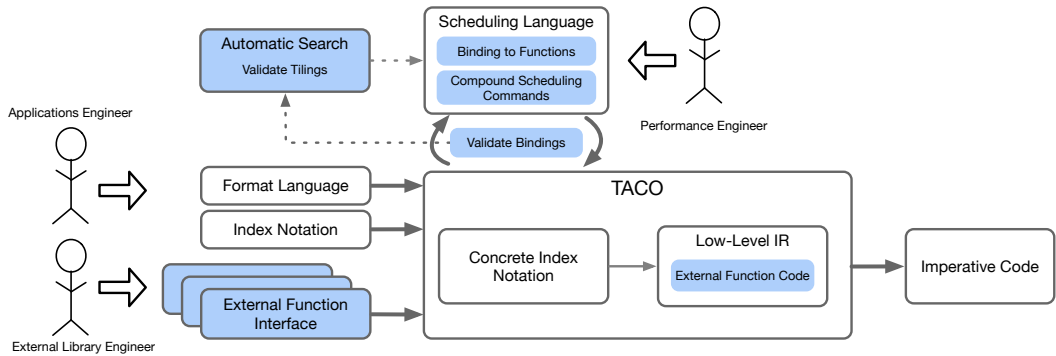 Scheduling Language
Automatic Search
Validate Tilings
Binding to Functions
Compound Scheduling
Commands
Applications Engineer
Performance Engineer
Validate Bindings
Format Language
TACO
Index Notation
Concrete Index
Notation
Low-Level IR
External Function Code
Imperative Code
External Function
Interface
External Library Engineer